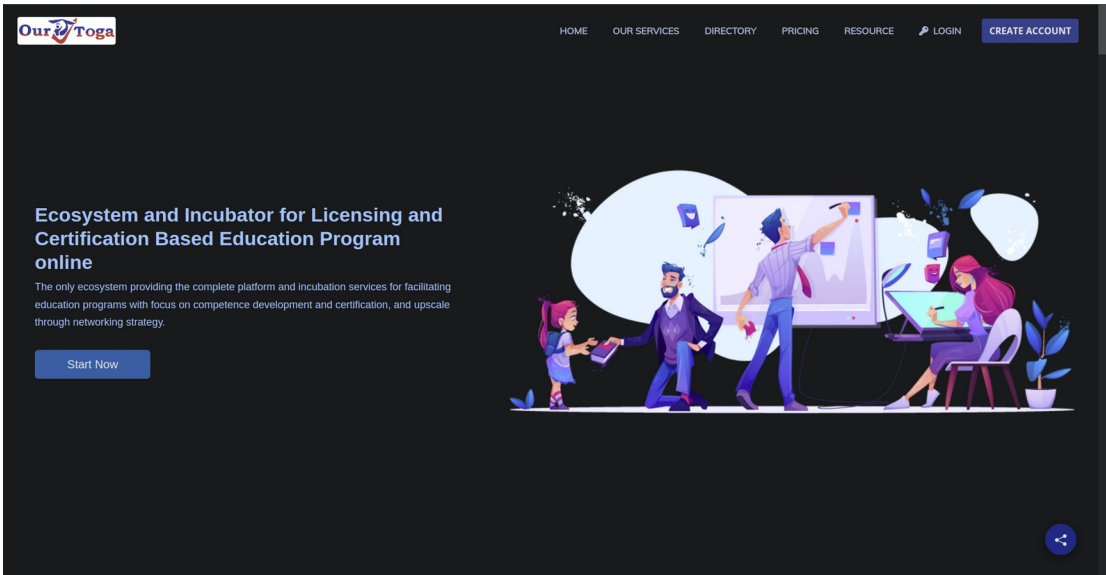 Our Toga
HOME
OUR SERVICES
DIRECTORY
PRICING
RESOURCE
LOGIN
CREATE ACCOUNT
Ecosystem and Incubator for Licensing and
Certification Based Education Program
online
The only ecosystem providing the complete platform and incubation services for facilitating
education programs with focus on competence development and certification, and upscale
through networking strategy.
Start Now